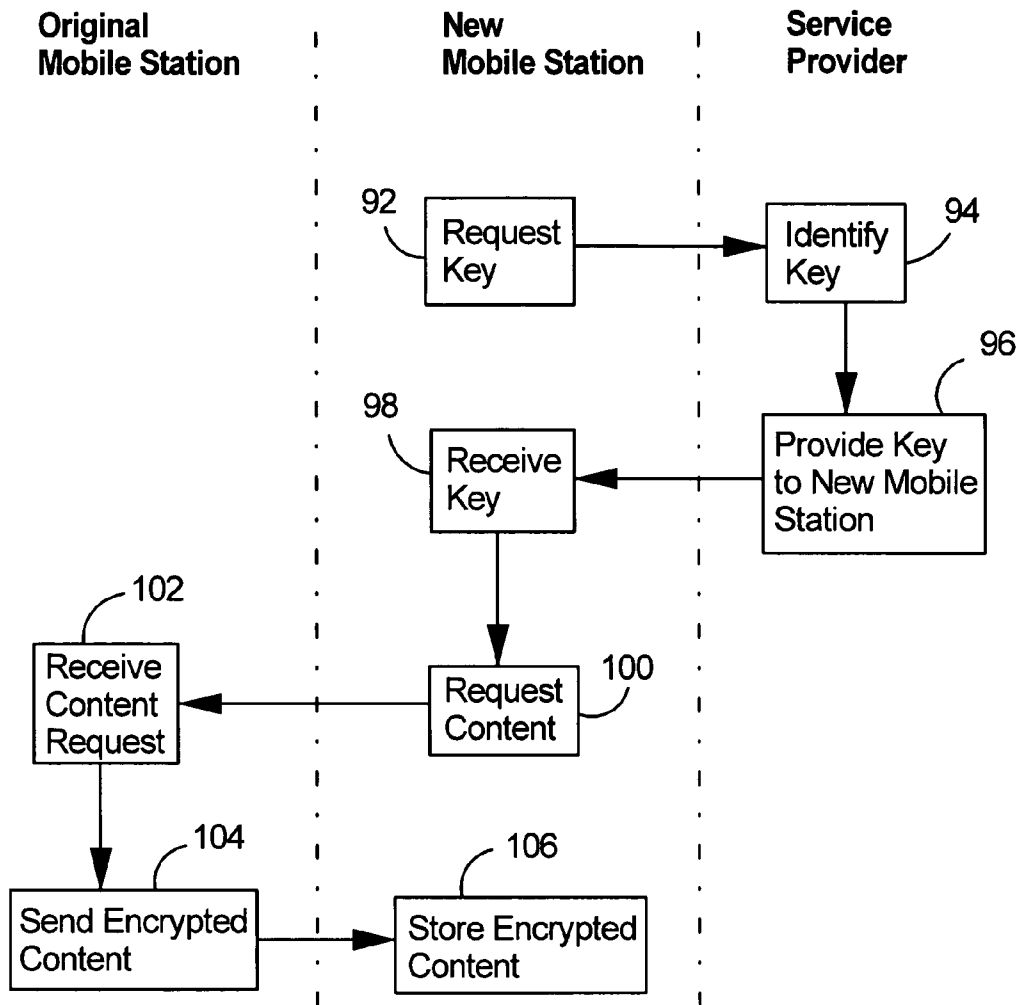 Original
Mobile Station
New
Mobile Station
Service
Provider
92
Request
Key
94
Identify
Key
96
Provide Key
to New Mobile
Station
98
Receive
Key
102
Receive
Content
Request
100
Request
Content
104
Send Encrypted
Content
106
Store Encrypted
Content